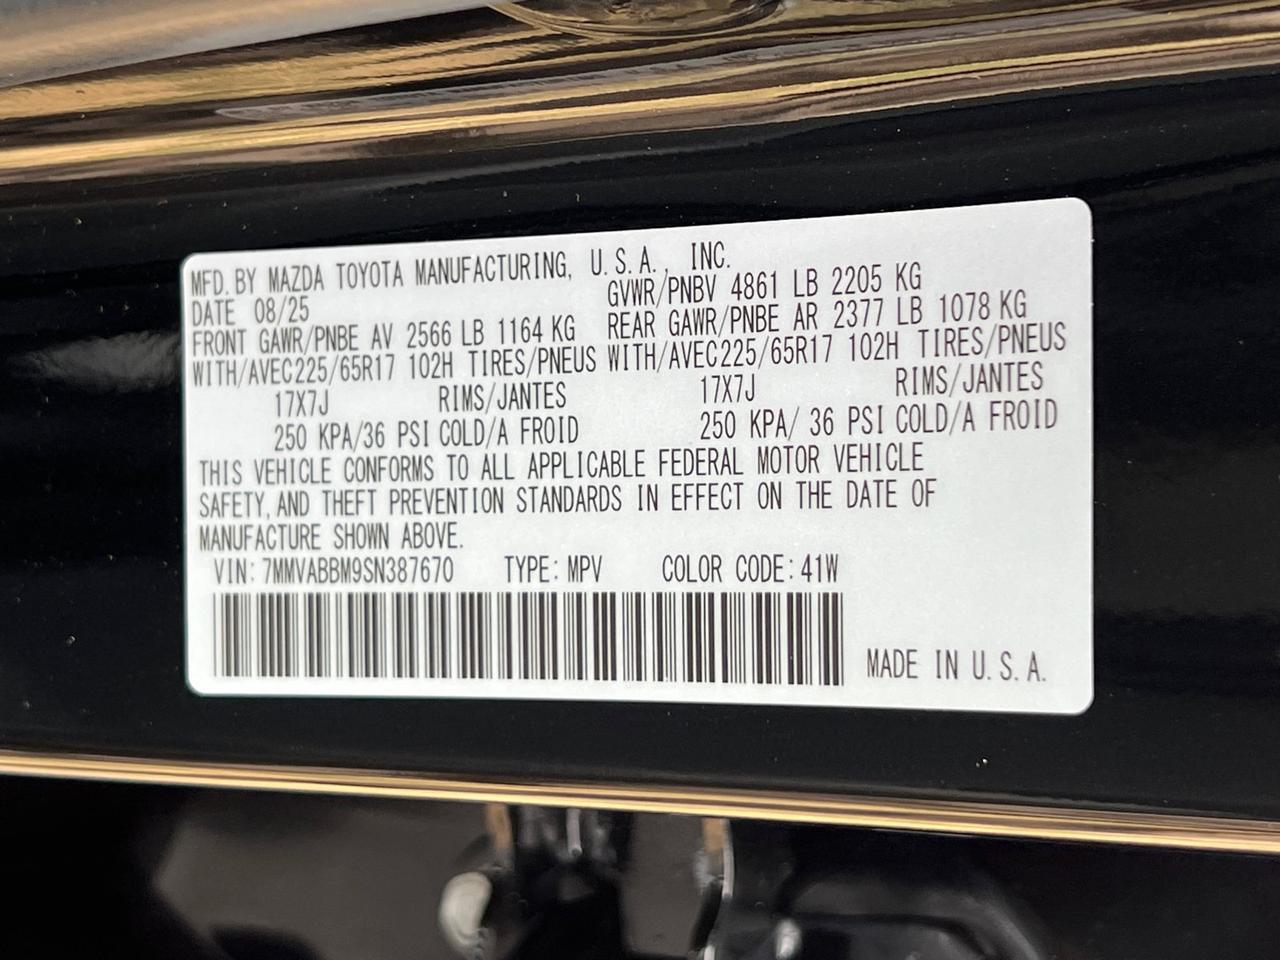 MFD. BY MAZDA TOYOTA MANUFACTURING, U.S.A., INC.
DATE 08/25 GVWR/PNBV 4861 LB 2205 KG
FRONT GAWR/PNBE AV 2566 LB 1164 KG REAR GAWR/PNBE AR 2377 LB 1078 KG
WITH/AVEC225/65R17 102H TIRES/PNEUS WITH/AVEC225/65R17 102H TIRES/PNEUS
17X7J RIMS/JANTES 17X7J RIMS/JANTES
250 KPA/36 PSI COLD/A FROID 250 KPA/ 36 PSI COLD/A FROID
THIS VEHICLE CONFORMS TO ALL APPLICABLE FEDERAL MOTOR VEHICLE
SAFETY, AND THEFT PREVENTION STANDARDS IN EFFECT ON THE DATE OF
MANUFACTURE SHOWN ABOVE.
VIN: 7MMVABBM9SN387670 TYPE: MPV COLOR CODE: 41W
MADE IN U.S.A.